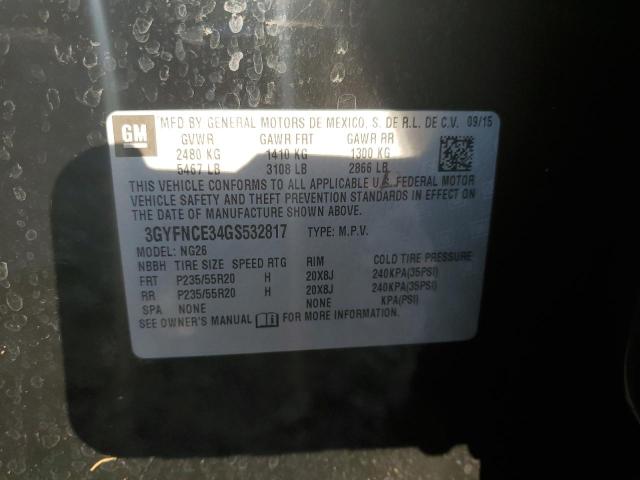 GM
MFD BY GENERAL MOTORS DE MEXICO, S. DE R.L. DE C.V. 09/15
GVWR GAWR FRT GAWR RR
2480 KG 1410 KG 1300 KG
5467 LB 3108 LB 2866 LB
THIS VEHICLE CONFORMS TO ALL APPLICABLE U.S. FEDERAL MOTOR
VEHICLE SAFETY AND THEFT PREVENTION STANDARDS IN EFFECT ON
THE DATE OF MANUFACTURE SHOWN ABOVE.
3GYFNCE34GS532817 TYPE: M.P.V.
MODEL: NG26
NBBH TIRE SIZE SPEED RTG RIM COLD TIRE PRESSURE
FRT P235/55R20 H 20X8J 240KPA(35PSI)
RR P235/55R20 H 20X8J 240KPA(35PSI)
SPA NONE NONE KPA(PSI)
SEE OWNER'S MANUAL FOR MORE INFORMATION.